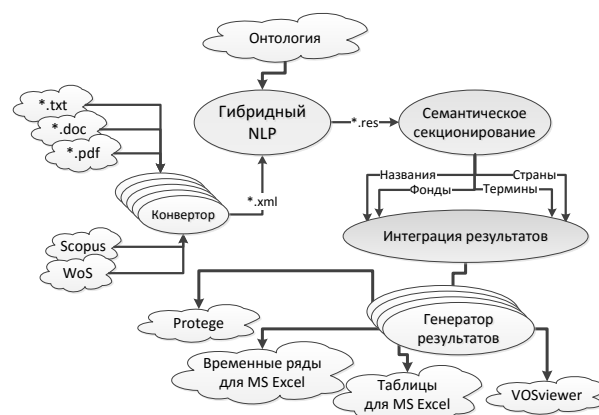 Онтология
*.txt
*.doc
*.pdf
Гибридный
NLP
*.res
Семантическое
секционирование
*.xml
Конвертор
Названия
Страны
Фонды
Термины
Scopus
WoS
Интеграция результатов
Protege
Генератор
результатов
Временные ряды
для MS Excel
Таблицы
для MS Excel
VOSviewer